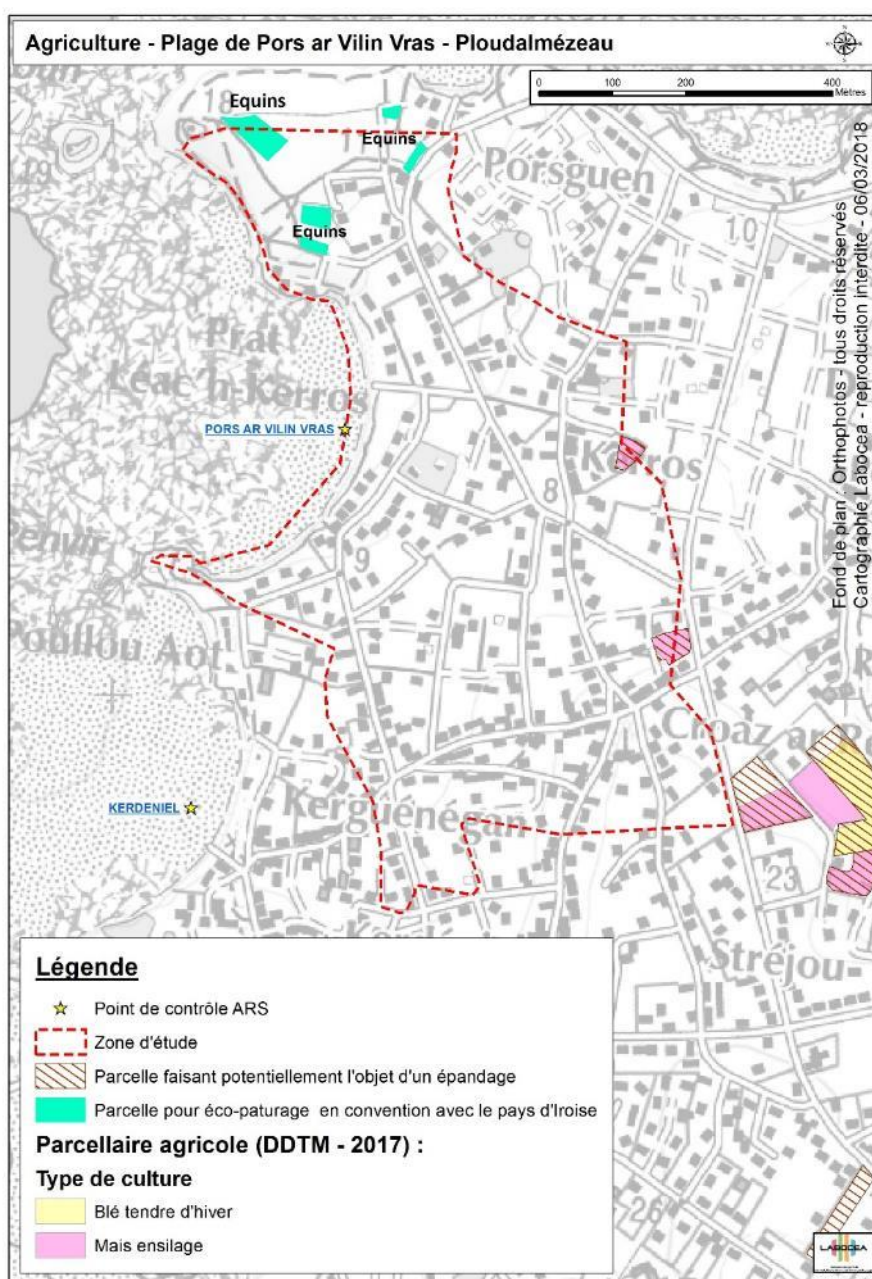 Agriculture - Plage de Pors ar Vilin Vras - Ploudalmézeau
0 100 200 400
Mètres
Equins
18
11
Equins
Porsguen
19
10
Equins
Prat
Leac'h-Kerros
PORS AR VILIN VRAS
Kerros
8
9
Poullou Aot
Croaz ar
KERDENIEL
Kerguénégan
23
Stréjou
26
Fond de plan : Orthophotos - tous droits réservés
Cartographie Labocea - reproduction interdite - 06/03/2018
Légende
Point de contrôle ARS
Zone d'étude
Parcelle faisant potentiellement l'objet d'un épandage
Parcelle pour éco-paturage en convention avec le pays d'Iroise
Parcellaire agricole (DDTM - 2017) :
Type de culture
Blé tendre d'hiver
Mais ensilage
LABOCEA